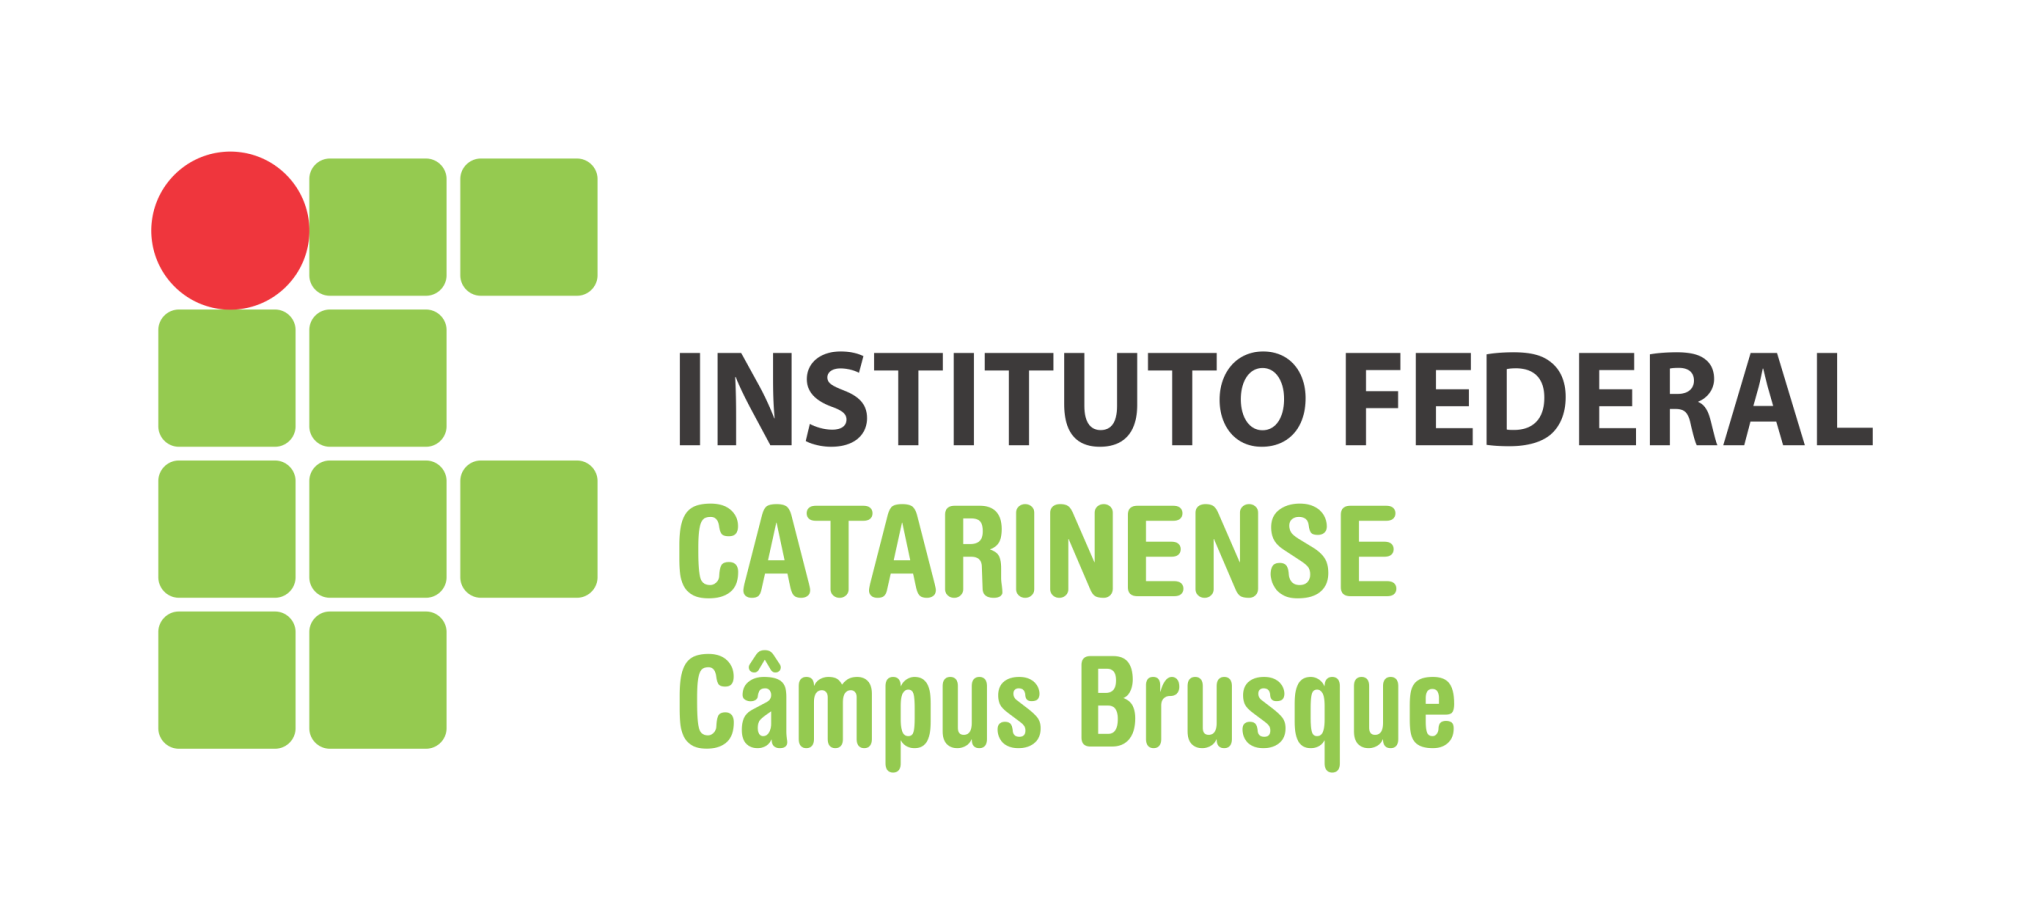 INSTITUTO FEDERAL
CATARINENSE
Câmpus Brusque